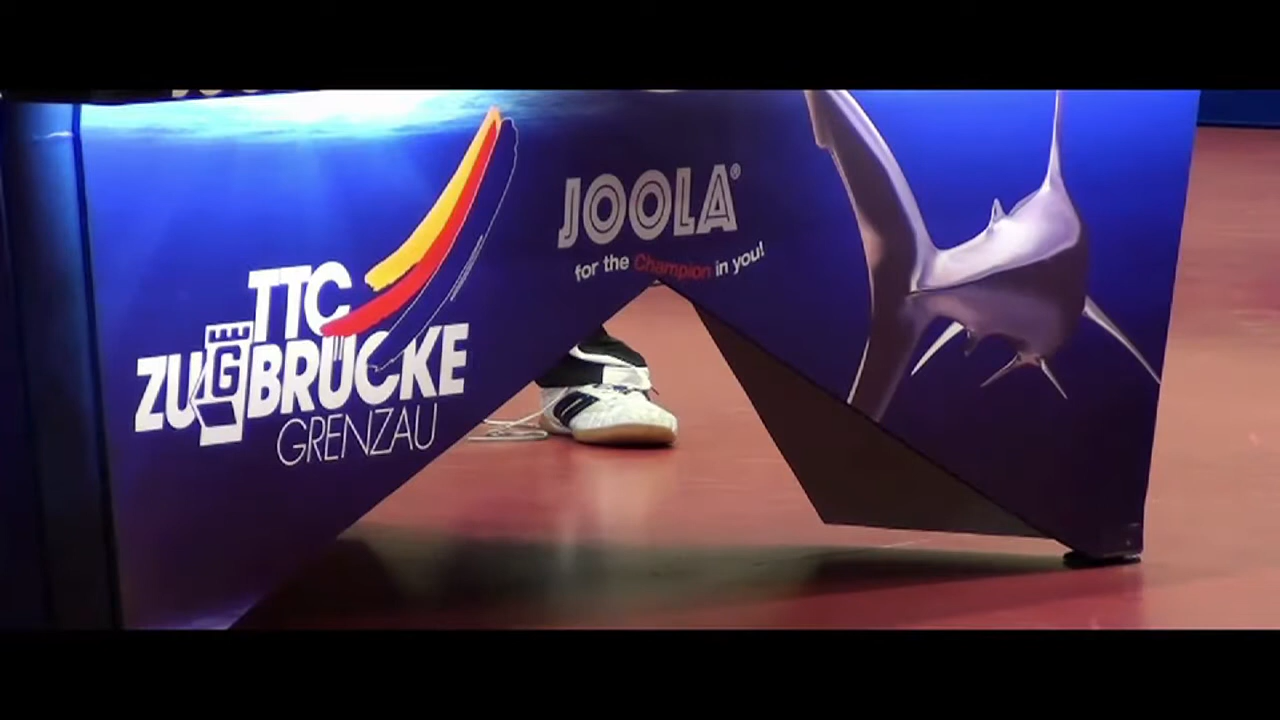 TTC
ZUGBRÜCKE
GRENZAU
JOOLA®
for the Champion in you!